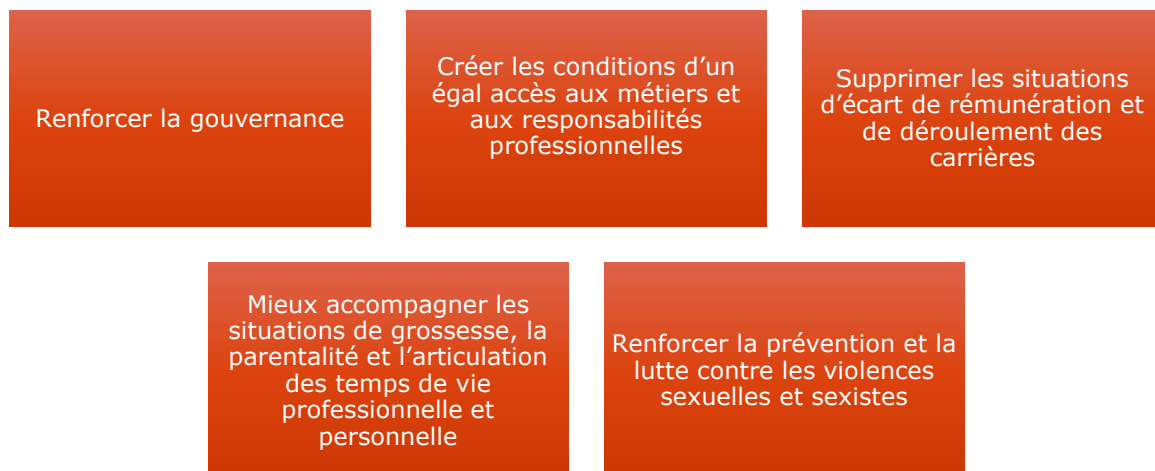 Renforcer la gouvernance
Créer les conditions d’un
égal accès aux métiers et
aux responsabilités
professionnelles
Supprimer les situations
d’écart de rémunération et
de déroulement des
carrières
Mieux accompagner les
situations de grossesse, la
parentalité et l’articulation
des temps de vie
professionnelle et
personnelle
Renforcer la prévention et la
lutte contre les violences
sexuelles et sexistes